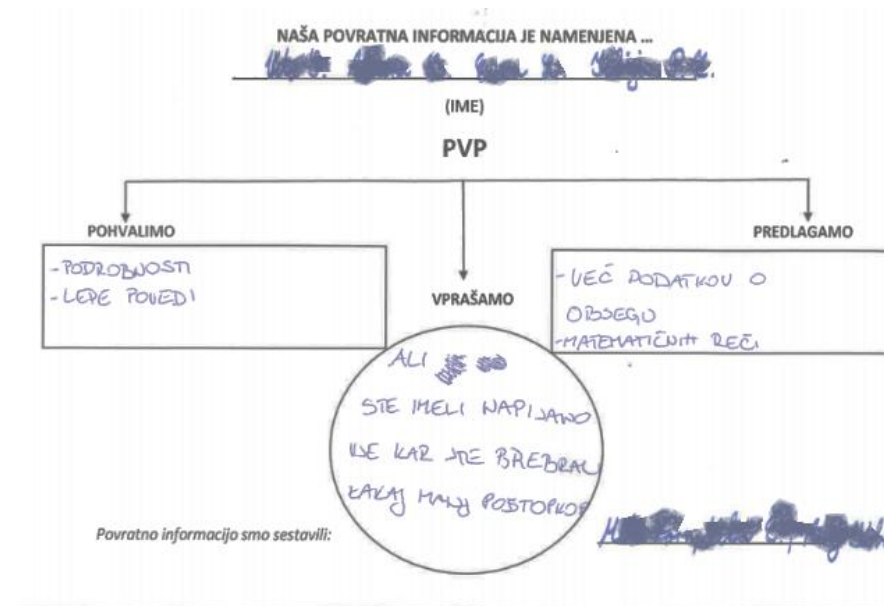 NAŠA POVRATNA INFORMACIJA JE NAMENJENA ...
(IME)
PVP
POHVALIMO
- PODROBNOSTI
- LEPE POVEDI
VPRAŠAMO
ALI
STE IMELI NAPISANO
VSE KAR STE BREBRALI
ZAKAJ MANJ POSTOPKOV
PREDLAGAMO
- VEČ PODATKOV O
OBSEGU
- MATEMATIČNIH REČI
Povratno informacijo smo sestavili: